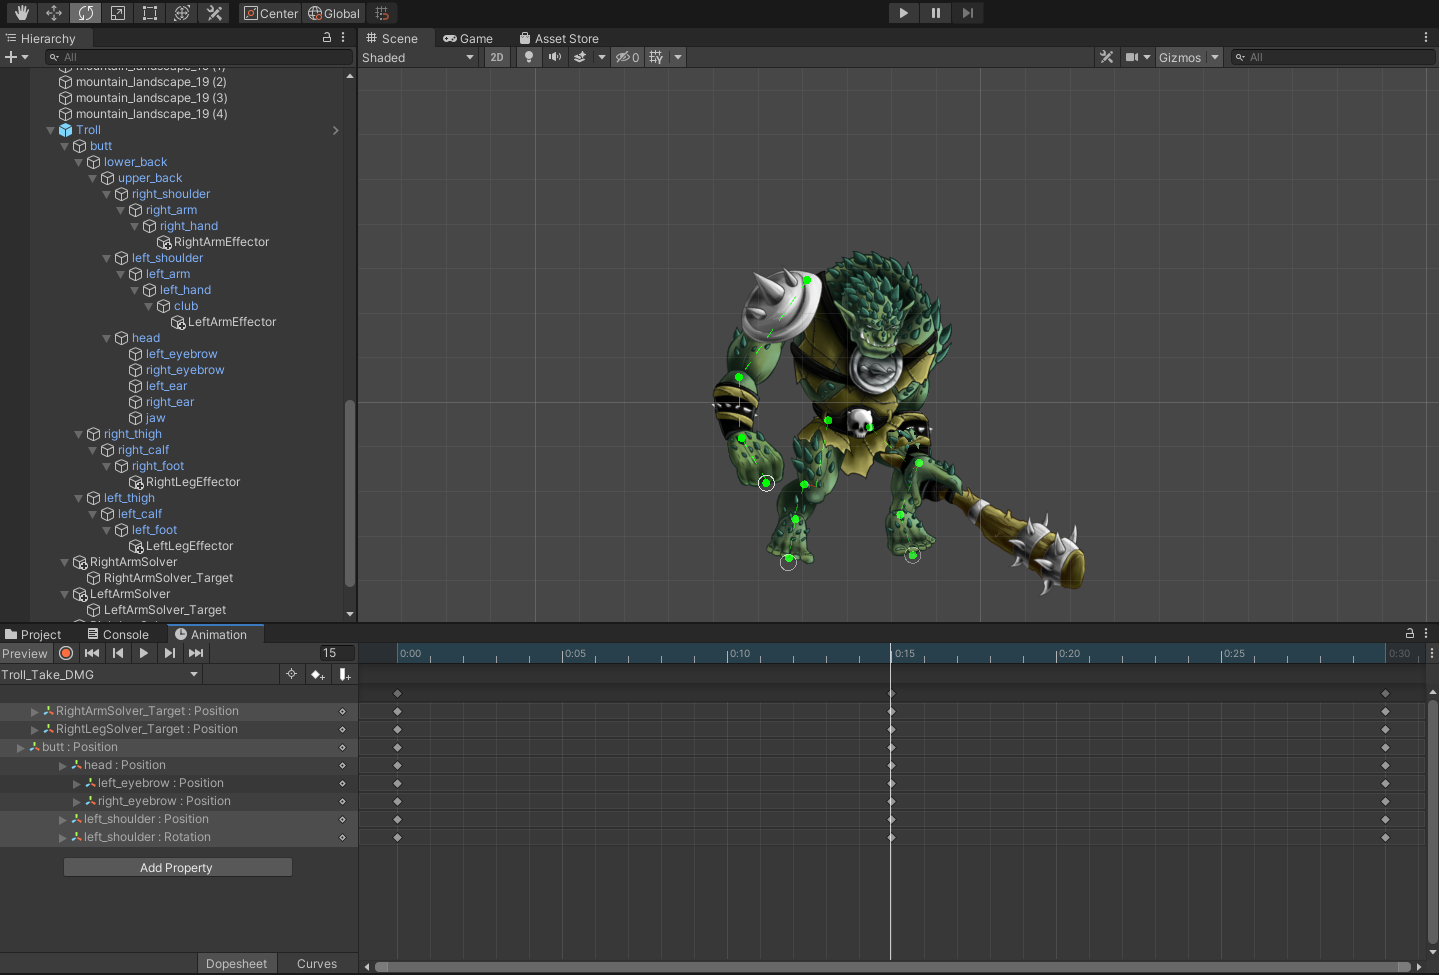 Center Global
Hierarchy
All
mountain_landscape_19 (1)
mountain_landscape_19 (2)
mountain_landscape_19 (3)
mountain_landscape_19 (4)
Troll
butt
lower_back
upper_back
right_shoulder
right_arm
right_hand
RightArmEffector
left_shoulder
left_arm
left_hand
club
LeftArmEffector
head
left_eyebrow
right_eyebrow
left_ear
right_ear
jaw
right_thigh
right_calf
right_foot
RightLegEffector
left_thigh
left_calf
left_foot
LeftLegEffector
RightArmSolver
RightArmSolver_Target
LeftArmSolver
LeftArmSolver_Target
Scene Game Asset Store
Shaded 2D 0 Gizmos All
Project Console Animation
Preview 15 0:00 0:05 0:10 0:15 0:20 0:25 0:30
Troll_Take_DMG
RightArmSolver_Target : Position
RightLegSolver_Target : Position
butt : Position
head : Position
left_eyebrow : Position
right_eyebrow : Position
left_shoulder : Position
left_shoulder : Rotation
Add Property
Dopesheet Curves